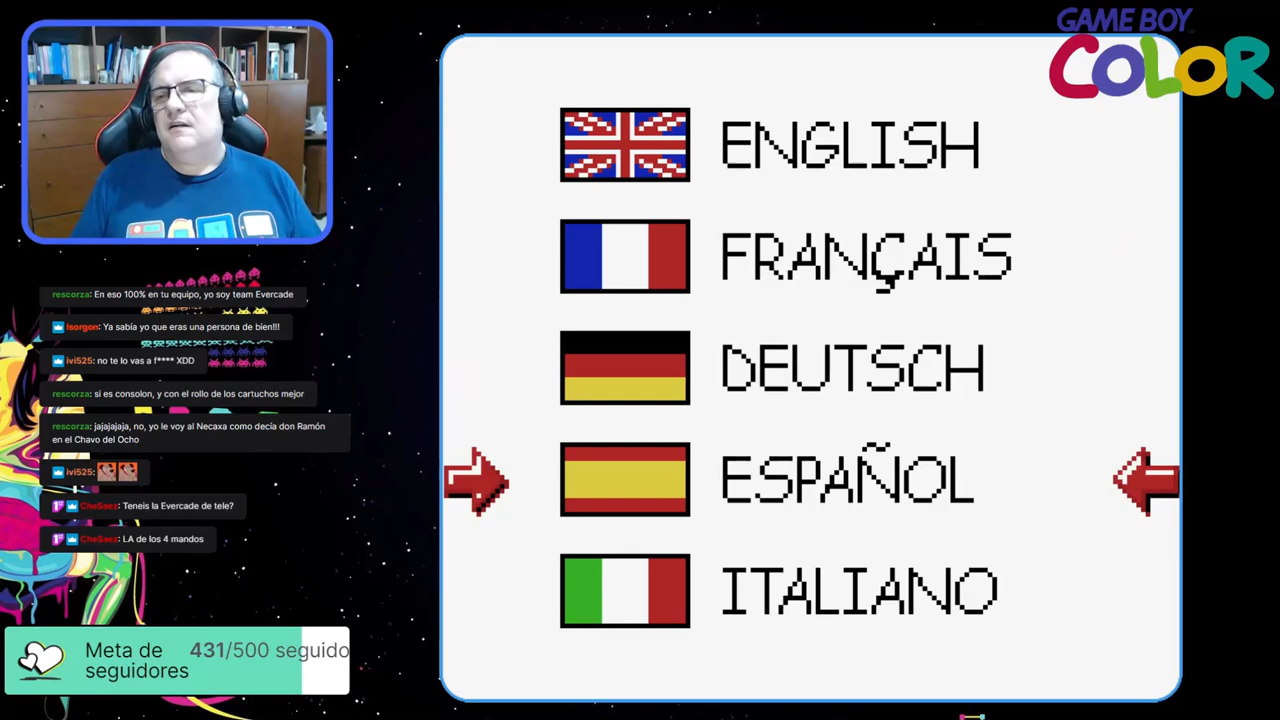 GAME BOY
COLOR
ENGLISH
FRANÇAIS
DEUTSCH
ESPAÑOL
ITALIANO
rescorza: En eso 100% en tu equipo, yo soy team Evercade
Isorgon: Ya sabía yo que eras una persona de bien!!!
ivi525: no te lo vas a f**** XDD
rescorza: si es consolon, y con el rollo de los cartuchos mejor
rescorza: jajajajaja, no, yo le voy al Necaxa como decía don Ramón
en el Chavo del Ocho
ivi525:
CheSaez: Teneis la Evercade de tele?
CheSaez: LA de los 4 mandos
Meta de
seguidores
431/500 seguido